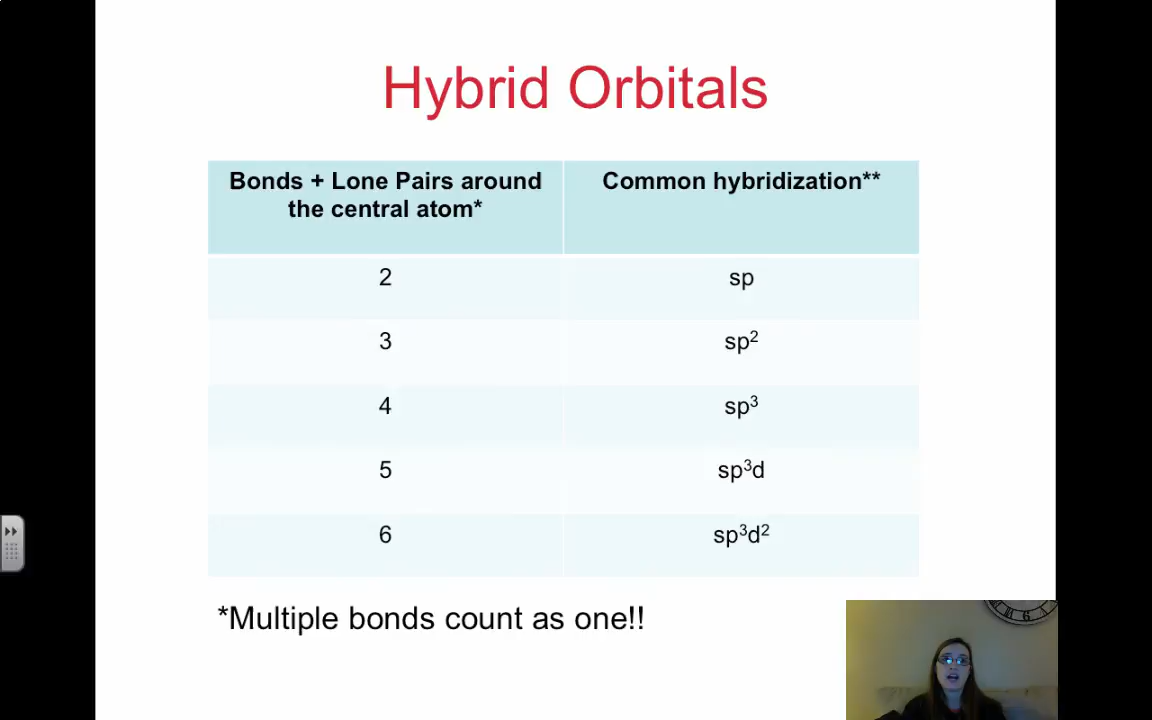 Hybrid Orbitals
Bonds + Lone Pairs around
the central atom*
Common hybridization**
2
sp
3
sp²
4
sp³
5
sp³d
6
sp³d²
*Multiple bonds count as one!!